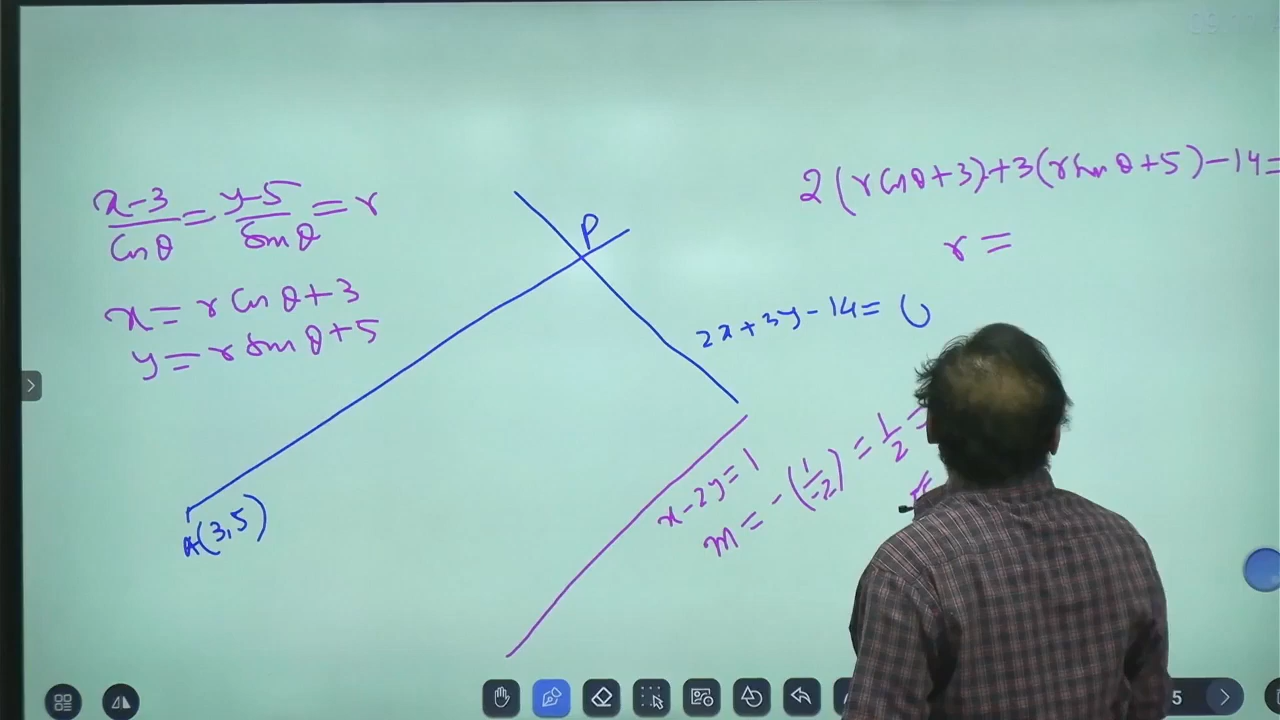 x-3/cosθ = y-5/sinθ = r
x = r cosθ + 3
y = r sinθ + 5
P
A(3,5)
2(r cosθ + 3) + 3(r sinθ + 5) - 14 =
r =
2x + 3y - 14 = 0
x - 2y = 1
m = -(1/-2) = 1/2 =
5